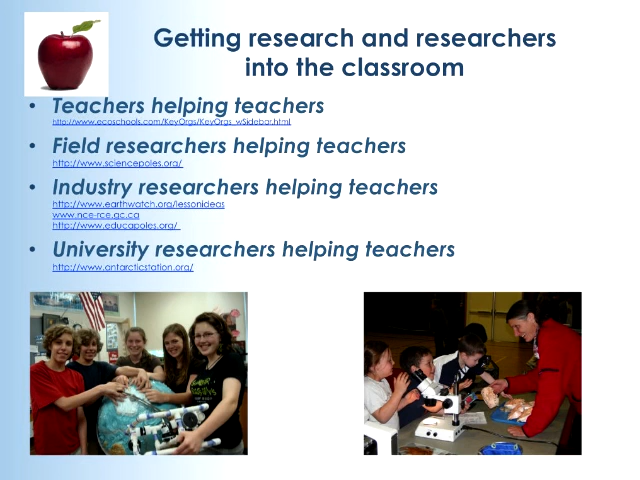 Getting research and researchers
into the classroom
• Teachers helping teachers
http://www.ecoschools.com/KeyOrgs/KeyOrgs_wSidebar.html
• Field researchers helping teachers
http://www.sciencepoles.org/
• Industry researchers helping teachers
http://www.earthwatch.org/lessonideas
www.nce-rce.gc.ca
http://www.educapoles.org/
• University researchers helping teachers
http://www.antarcticstation.org/